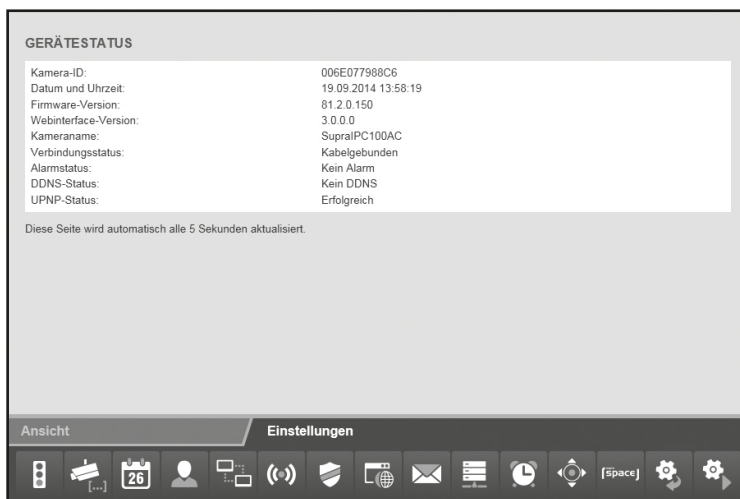 GERÄTESTATUS
Kamera-ID: 006E077988C6
Datum und Uhrzeit: 19.09.2014 13:58:19
Firmware-Version: 81.2.0.150
Webinterface-Version: 3.0.0.0
Kameraname: SupraIPC100AC
Verbindungsstatus: Kabelgebunden
Alarmstatus: Kein Alarm
DDNS-Status: Kein DDNS
UPNP-Status: Erfolgreich
Diese Seite wird automatisch alle 5 Sekunden aktualisiert.
Ansicht Einstellungen
[...] 26 [space]